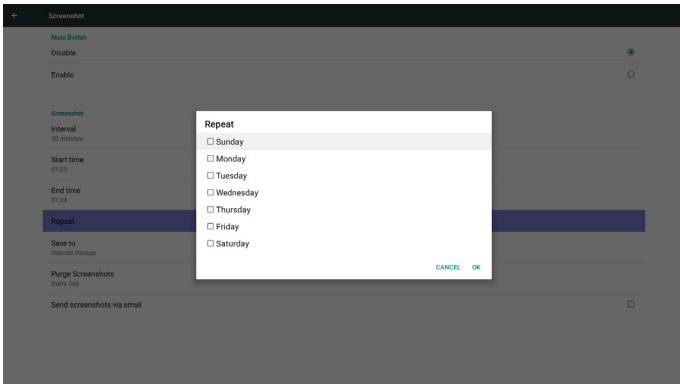 Screenshot
Main Switsh
Disable
Enable
Screenshot
Interval
30 minutes
Start time
01:23
End time
01:24
Repeat
Save to
Internal storage
Purge Screenshots
Every Day
Send screenshots via email
Repeat
Sunday
Monday
Tuesday
Wednesday
Thursday
Friday
Saturday
CANCEL OK